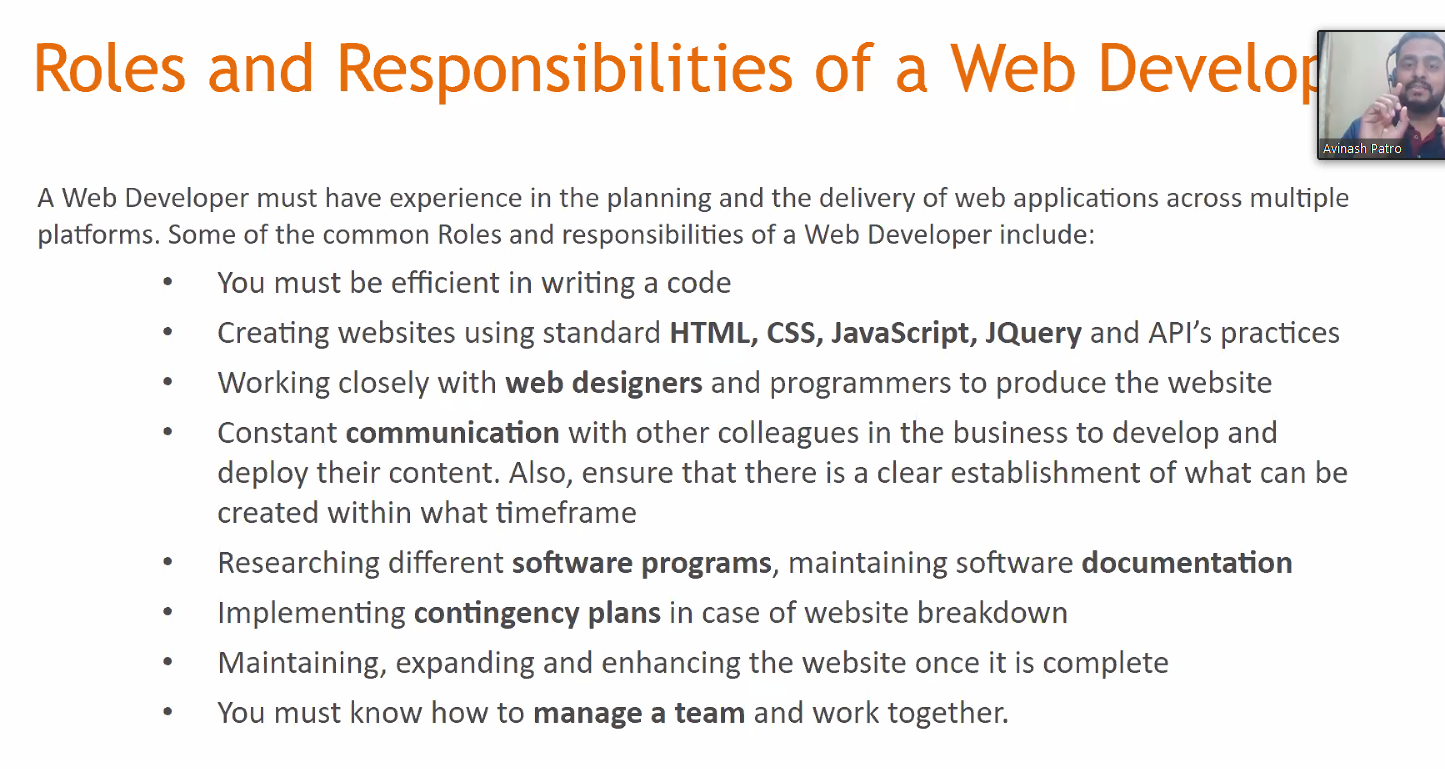 Roles and Responsibilities of a Web Develop
Avinash Patro
A Web Developer must have experience in the planning and the delivery of web applications across multiple
platforms. Some of the common Roles and responsibilities of a Web Developer include:
• You must be efficient in writing a code
• Creating websites using standard HTML, CSS, JavaScript, JQuery and API’s practices
• Working closely with web designers and programmers to produce the website
• Constant communication with other colleagues in the business to develop and
deploy their content. Also, ensure that there is a clear establishment of what can be
created within what timeframe
• Researching different software programs, maintaining software documentation
• Implementing contingency plans in case of website breakdown
• Maintaining, expanding and enhancing the website once it is complete
• You must know how to manage a team and work together.